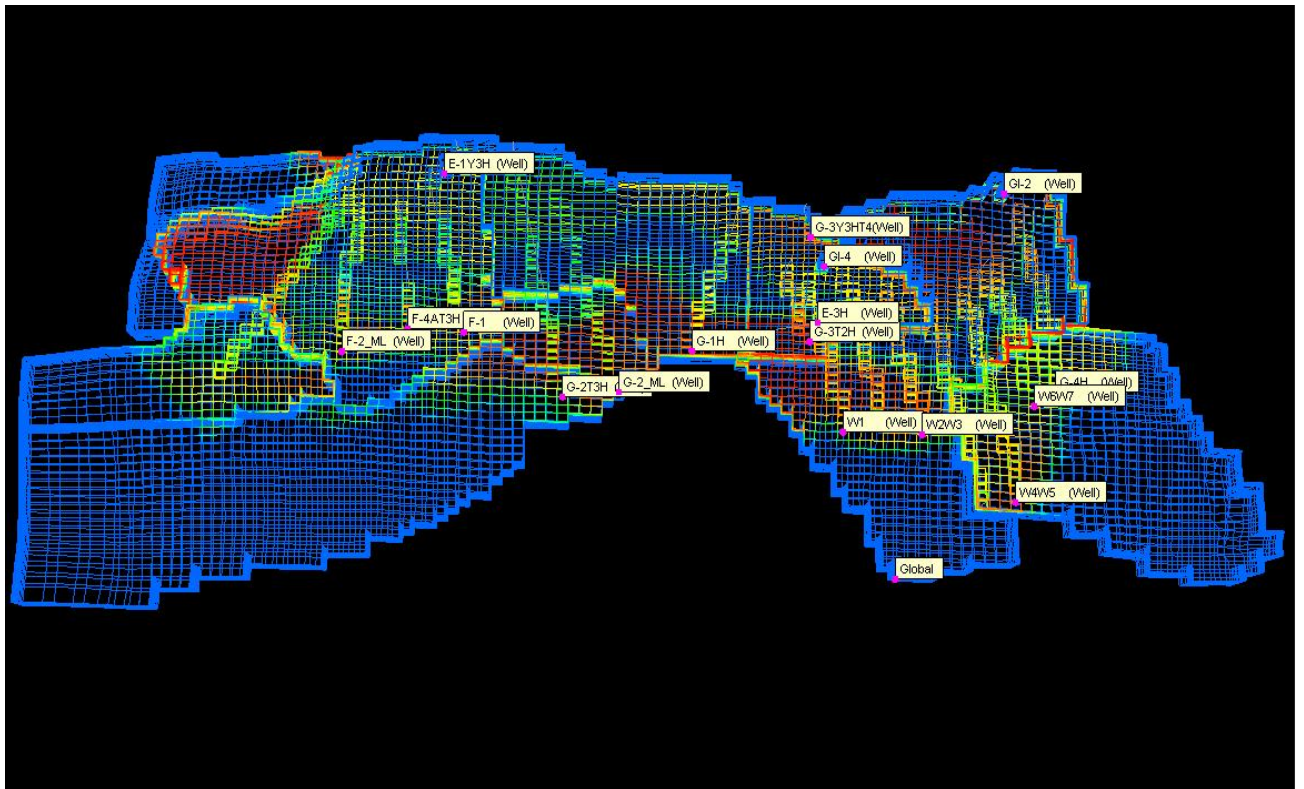 E-1Y3H (Well)
GI-2 (Well)
G-3Y3HT4(Well)
GI-4 (Well)
E-3H (Well)
F-4AT3H
F-1 (Well)
G-3T2H (Well)
F-2_ML (Well)
G-1H (Well)
G-2T3H
G-2_ML (Well)
G-4H (Well)
W6W7 (Well)
W1 (Well)
W2W3 (Well)
W4W5 (Well)
Global